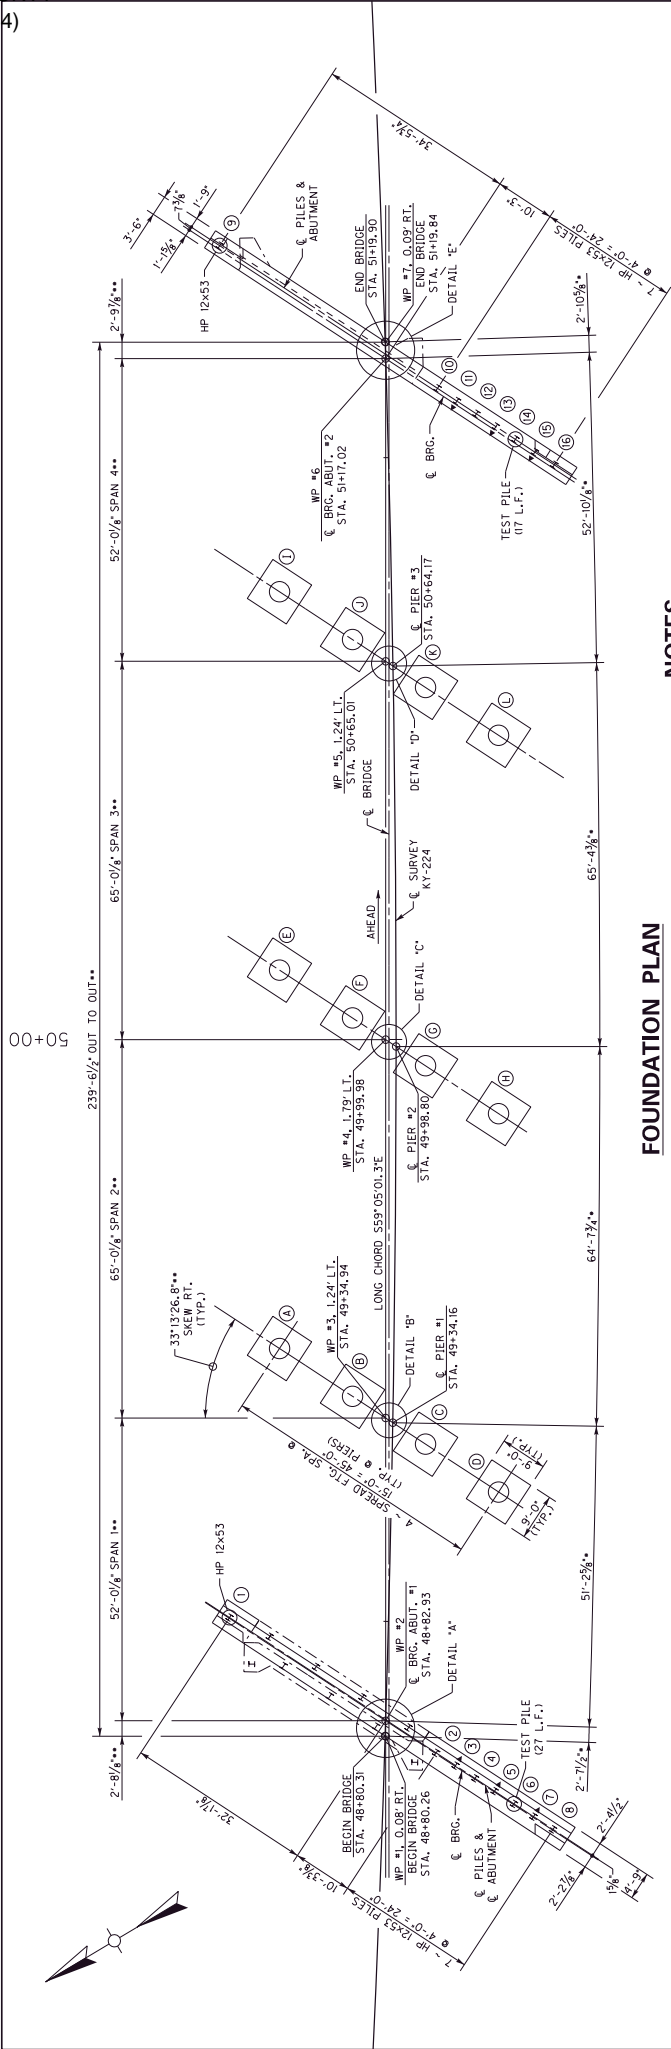 4)
3'-6"
7⅜"
1'-1⅝"
1'-9"
HP 12x53
9
℄ PILES &
ABUTMENT
34'-5¾"
10'-3"
7 ~ HP 12x53 PILES
@ 4'-0" = 24'-0"
2'-9⅞"**
END BRIDGE
STA. 51+19.90
WP #7, 0.09' RT.
END BRIDGE
STA. 51+19.84
DETAIL "E"
2'-10⅝"*
10
11
12
13
14
15
16
TEST PILE
(17 L.F.)
℄ BRG.
WP #6
℄ BRG. ABUT. #2
STA. 51+17.02
52'-0⅛" SPAN 4**
52'-10⅛"*
I
J
K
L
℄ PIER #3
STA. 50+64.17
WP #5, 1.24' LT.
STA. 50+65.01
DETAIL "D"
℄ BRIDGE
65'-0⅛" SPAN 3**
℄ SURVEY
KY-224
AHEAD
65'-4⅜"*
239'-6½" OUT TO OUT**
50+00
E
F
G
H
DETAIL "C"
WP #4, 1.79' LT.
STA. 49+99.98
℄ PIER #2
STA. 49+98.80
65'-0⅛" SPAN 2**
LONG CHORD S59°05'01.3"E
64'-7¾"*
33°13'26.8"**
SKEW RT.
(TYP.)
A
B
C
D
WP #3, 1.24' LT.
STA. 49+34.94
DETAIL "B"
℄ PIER #1
STA. 49+34.16
4 ~ SPREAD FTG. SPA. @
15'-0" = 45'-0"
(TYP. @ PIERS)
9'-0"
(TYP.)
9'-0"
(TYP.)
52'-0⅛" SPAN 1**
51'-2⅝"*
HP 12x53
1
WP #2
℄ BRG. ABUT. #1
STA. 48+82.93
DETAIL "A"
2
3
4
5
6
7
8
TEST PILE
(27 L.F.)
2'-8⅛"**
BEGIN BRIDGE
STA. 48+80.31
WP #1, 0.08' RT.
BEGIN BRIDGE
STA. 48+80.26
℄ BRG.
℄ PILES &
℄ ABUTMENT
32'-1⅞"
10'-3⅞"
7 ~ HP 12x53 PILES
@ 4'-0" = 24'-0"
2'-7½"*
2'-4½"
2'-2⅞"
1⅝"
4'-9"
FOUNDATION PLAN
NOTES